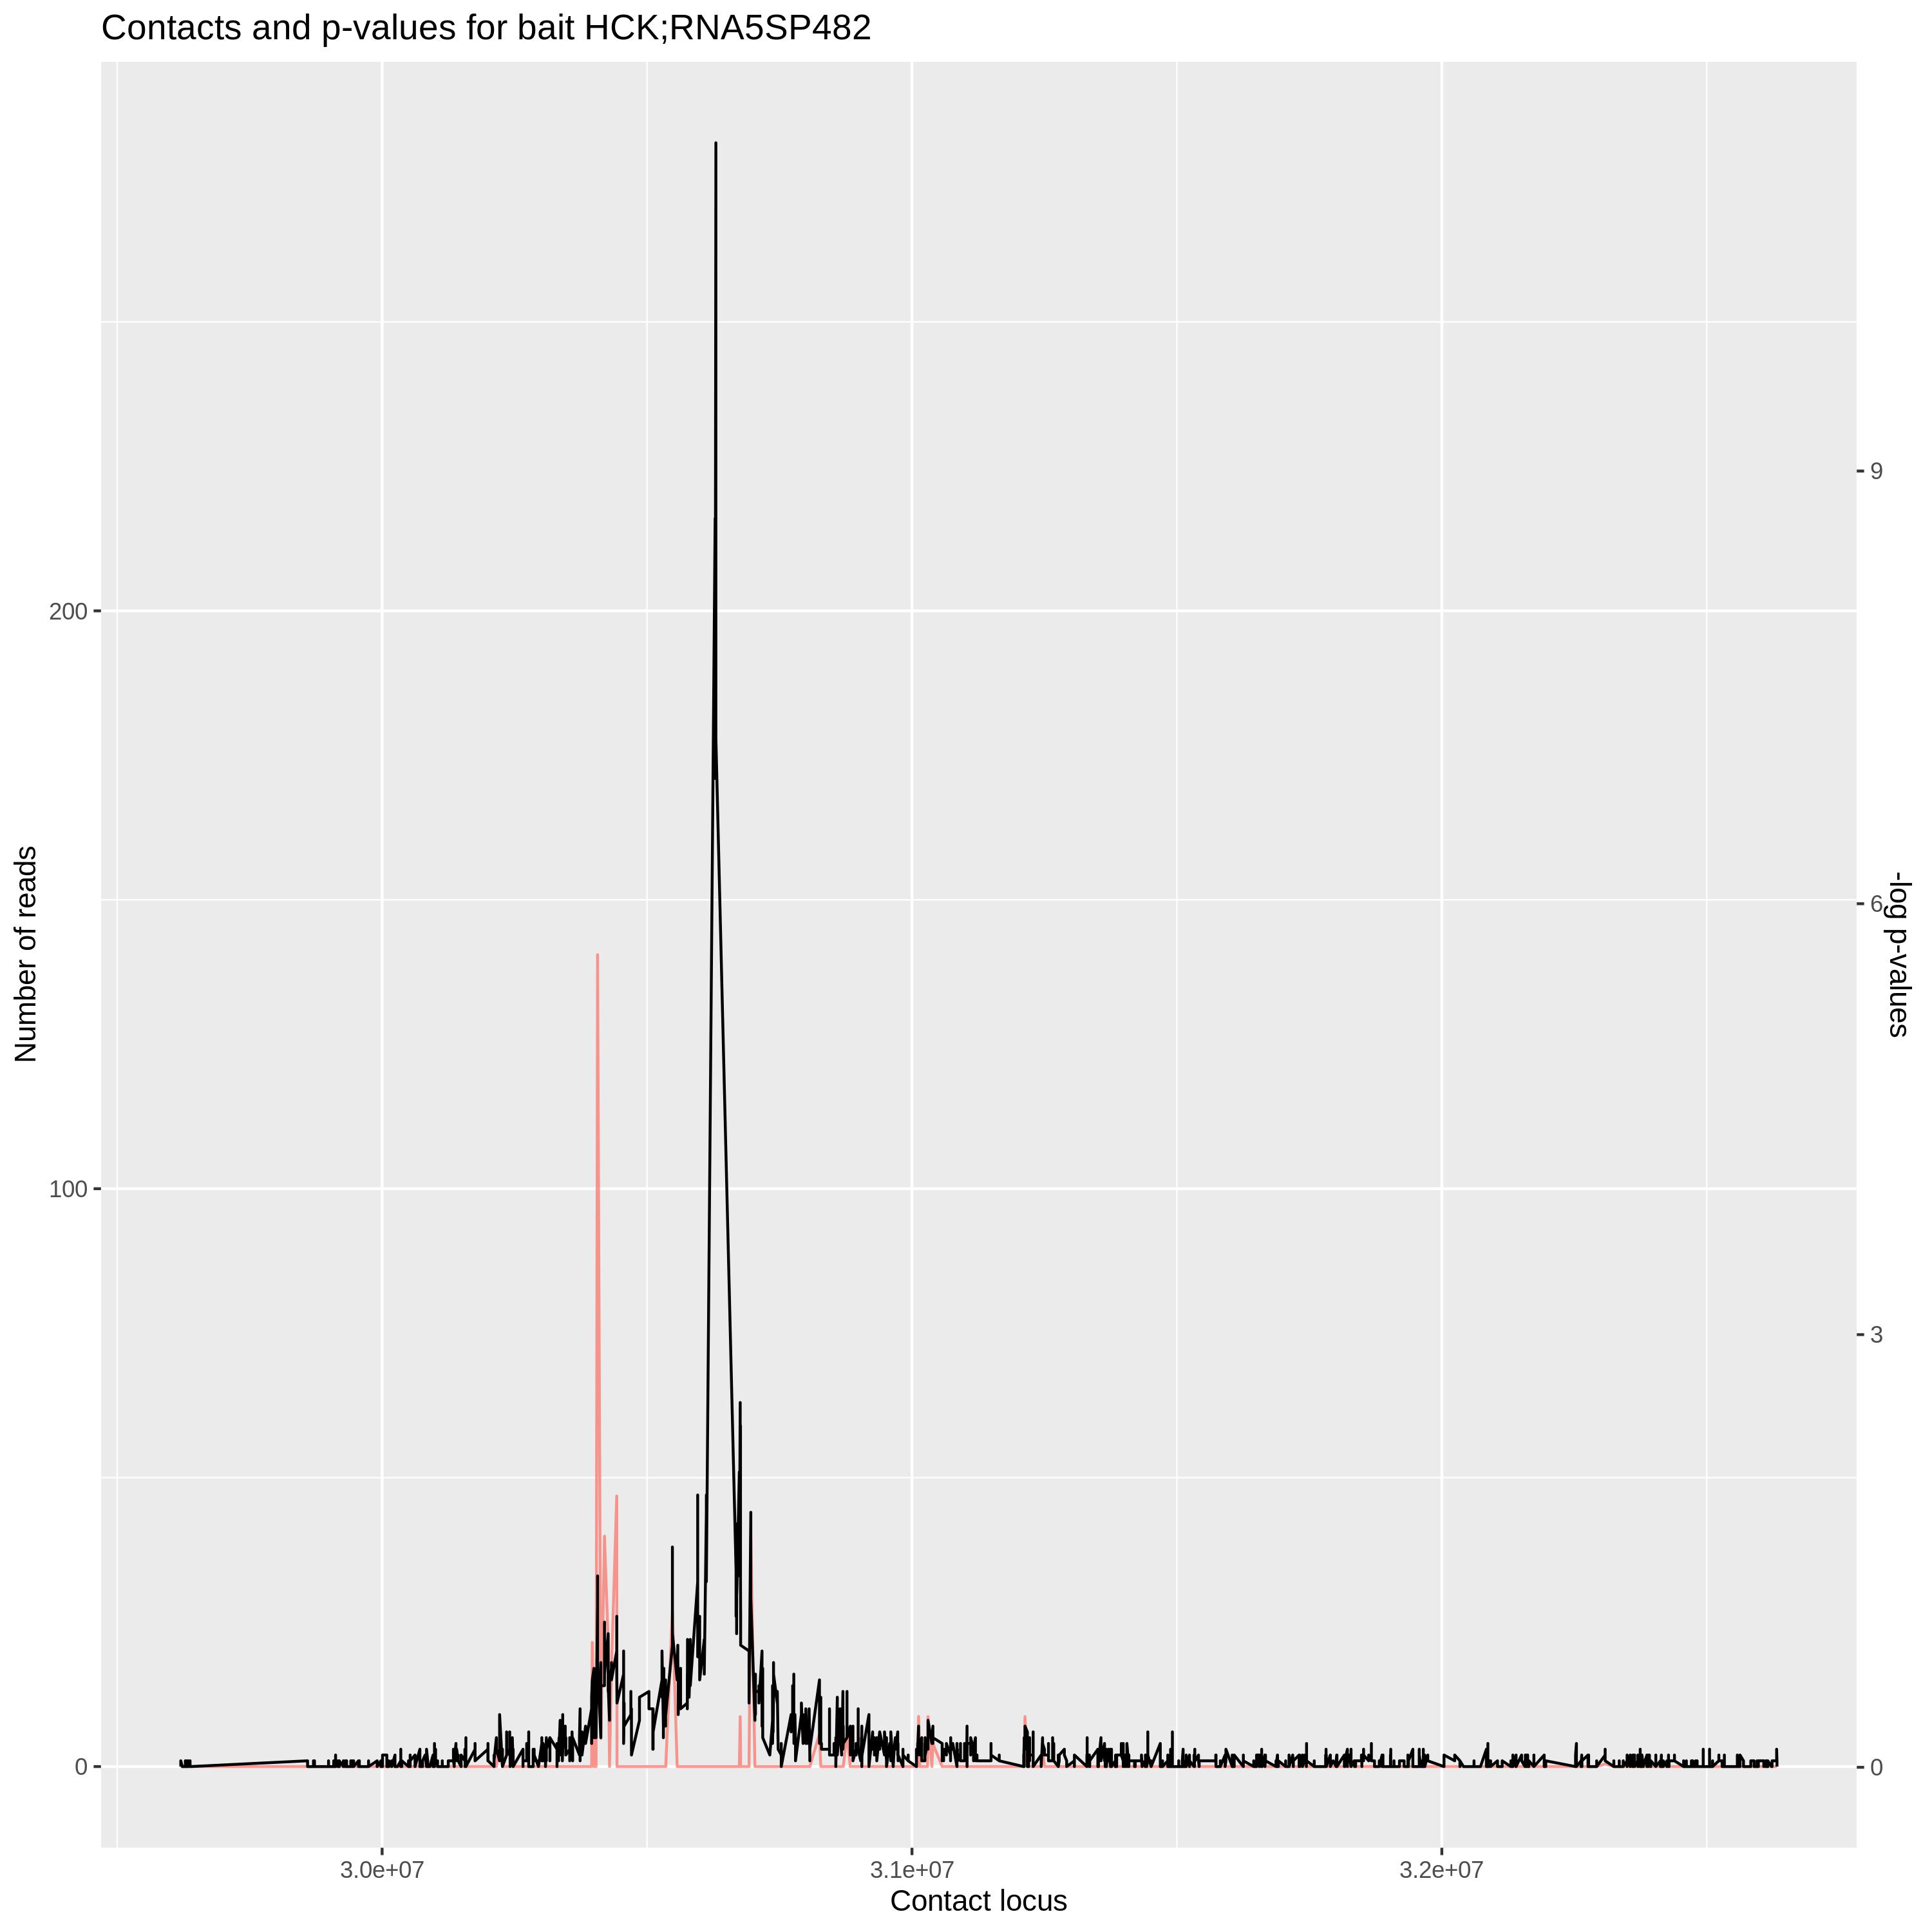 Contacts and p-values for bait HCK;RNA5SP482
Number of reads
200
100
0
9
6
3
0
-log p-values
3.0e+07
3.1e+07
3.2e+07
Contact locus